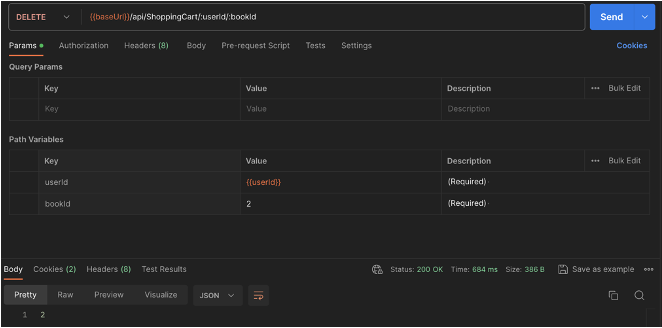 DELETE {{baseUrl}}/api/ShoppingCart/:userId/:bookId Send
Params Authorization Headers (8) Body Pre-request Script Tests Settings Cookies
Query Params
Key Value Description ••• Bulk Edit
Key Value Description
Path Variables
Key Value Description ••• Bulk Edit
userId {{userId}} (Required)
bookId 2 (Required)
Body Cookies (2) Headers (8) Test Results Status: 200 OK Time: 684 ms Size: 386 B Save as example •••
Pretty Raw Preview Visualize JSON
1 2